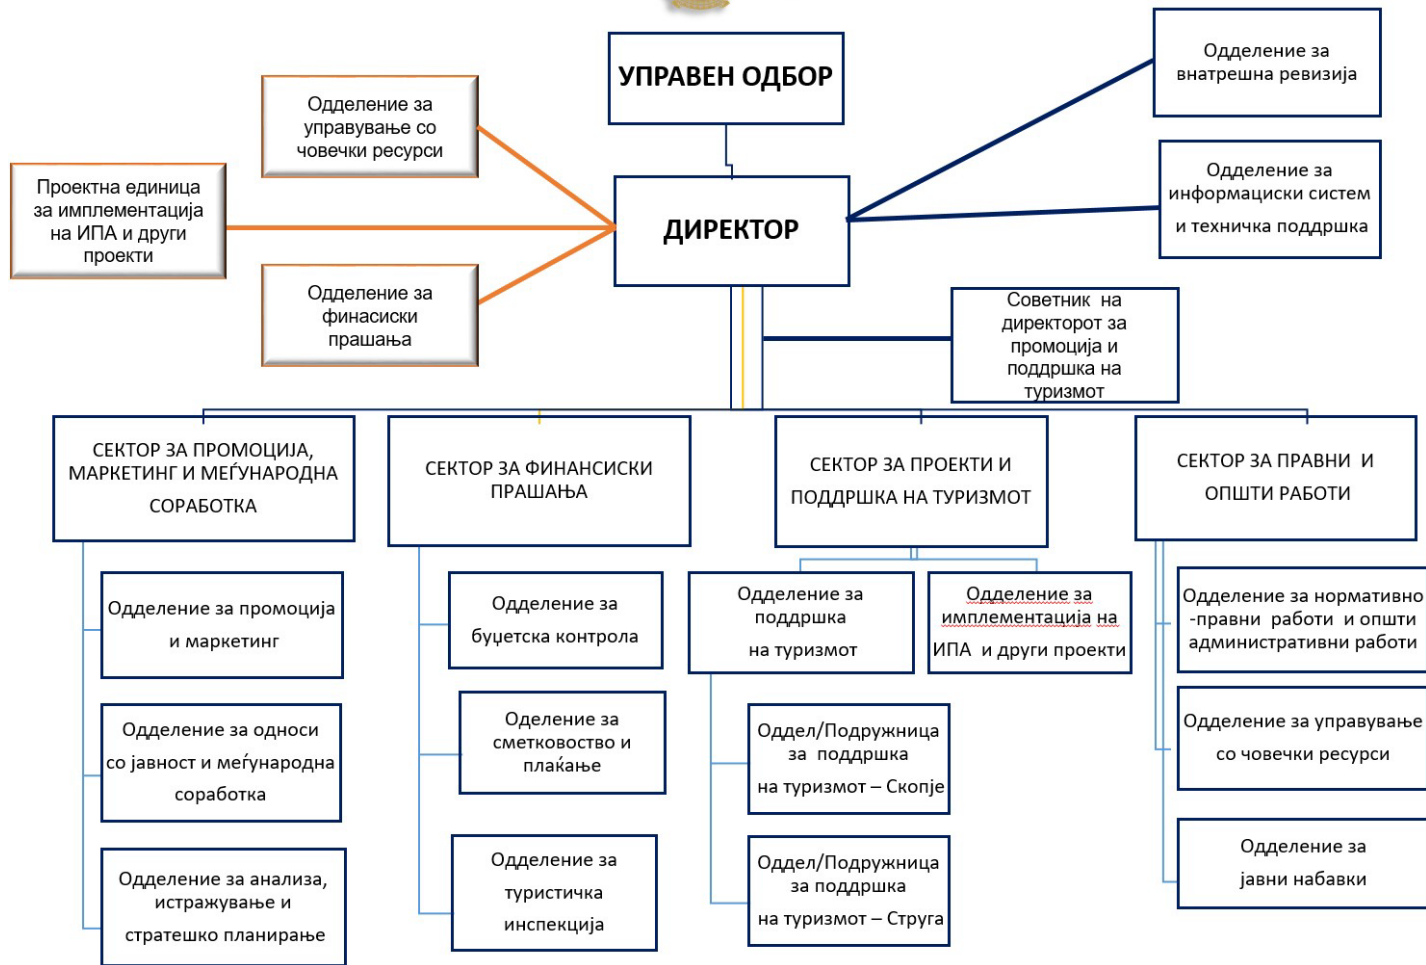 УПРАВЕН ОДБОР
Одделение за
внатрешна ревизија
Одделение за
управување со
човечки ресурси
Одделение за
информациски систем
и техничка поддршка
Проектна единица
за имплементација
на ИПА и други
проекти
ДИРЕКТОР
Одделение за
финасиски
прашања
Советник на
директорот за
промоција и
поддршка на
туризмот
СЕКТОР ЗА ПРОМОЦИЈА,
МАРКЕТИНГ И МЕЃУНАРОДНА
СОРАБОТКА
СЕКТОР ЗА ФИНАНСИСКИ
ПРАШАЊА
СЕКТОР ЗА ПРОЕКТИ И
ПОДДРШКА НА ТУРИЗМОТ
СЕКТОР ЗА ПРАВНИ И
ОПШТИ РАБОТИ
Одделение за промоција
и маркетинг
Одделение за односи
со јавност и меѓународна
соработка
Одделение за анализа,
истражување и
стратешко планирање
Одделение за
буџетска контрола
Оделение за
сметковоство и
плаќање
Одделение за
туристичка
инспекција
Одделение за
поддршка
на туризмот
Одделение за
имплементација на
ИПА и други проекти
Оддел/Подружница
за поддршка
на туризмот – Скопје
Оддел/Подружница
за поддршка
на туризмот – Струга
Одделение за нормативно
-правни работи и општи
административни работи
Одделение за управување
со човечки ресурси
Одделение за
јавни набавки